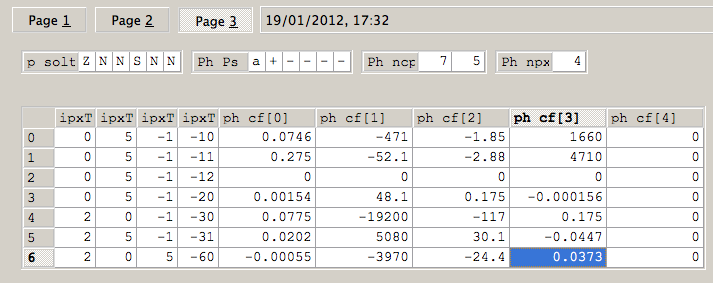 Page 1 Page 2 Page 3 19/01/2012, 17:32
p solt Z N N S N N Ph Ps a + - - - - Ph ncp 7 5 Ph npx 4
ipxT ipxT ipxT ipxT ph cf[0] ph cf[1] ph cf[2] ph cf[3] ph cf[4]
0 0 5 -1 -10 0.0746 -471 -1.85 1660 0
1 0 5 -1 -11 0.275 -52.1 -2.88 4710 0
2 0 5 -1 -12 0 0 0 0 0
3 0 5 -1 -20 0.00154 48.1 0.175 -0.000156 0
4 2 0 -1 -30 0.0775 -19200 -117 0.175 0
5 2 5 -1 -31 0.0202 5080 30.1 -0.0447 0
6 2 0 5 -60 -0.00055 -3970 -24.4 0.0373 0